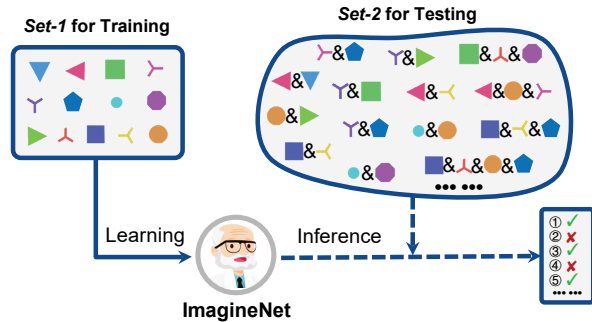 Set-1 for Training
Set-2 for Testing
& & &
& & &
& & & &
& & &
& & & &
& & & &
& •••  •••
Learning
Inference
ImagineNet
① ✓
② ✗
③ ✓
④ ✗
⑤ ✓
••• •••